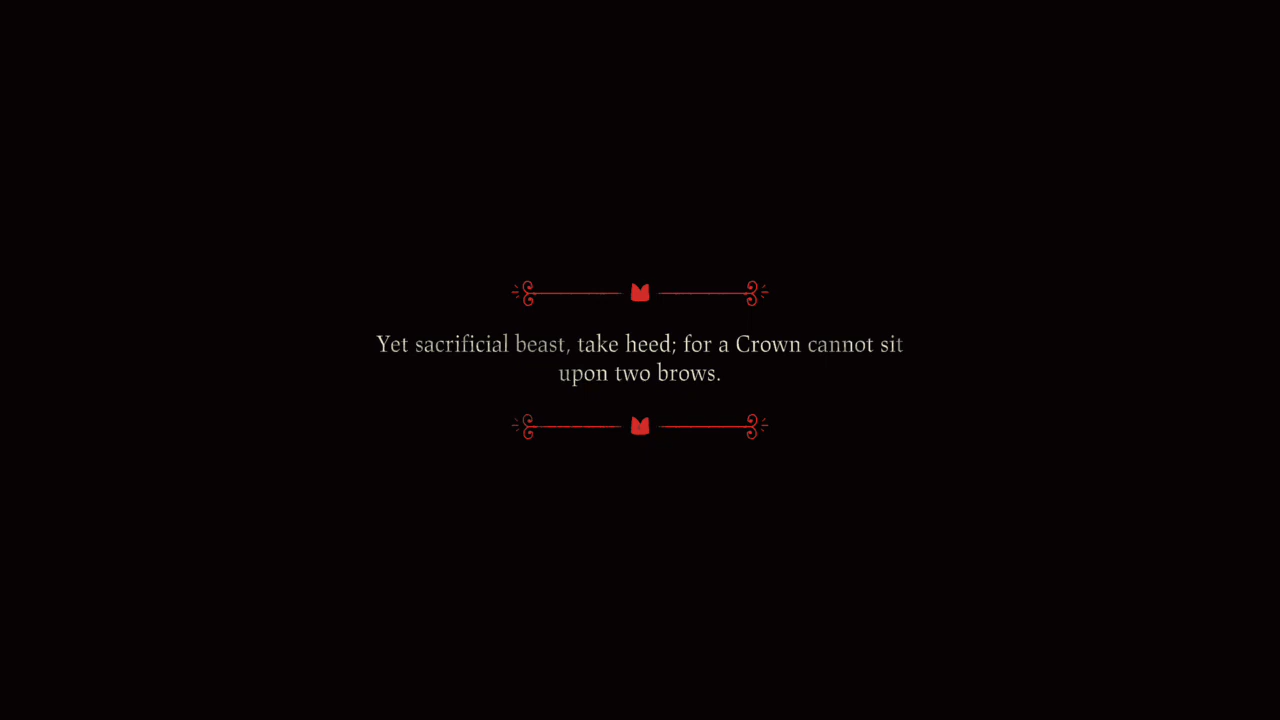 Yet sacrificial beast, take heed; for a Crown cannot sit
upon two brows.